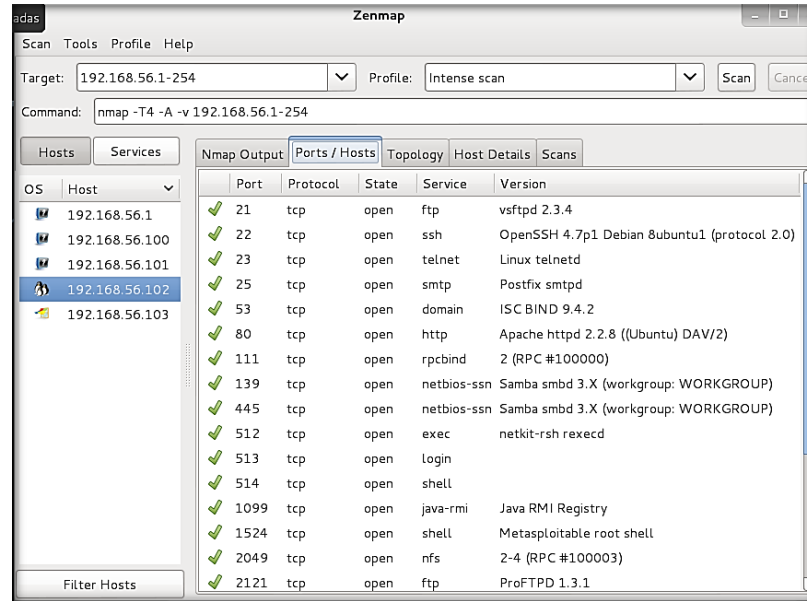 adas
Zenmap
Scan Tools Profile Help
Target: 192.168.56.1-254 Profile: Intense scan Scan Cance
Command: nmap -T4 -A -v 192.168.56.1-254
Hosts Services
Nmap Output Ports / Hosts Topology Host Details Scans
OS Host
192.168.56.1
192.168.56.100
192.168.56.101
192.168.56.102
192.168.56.103
Port Protocol State Service Version
21 tcp open ftp vsftpd 2.3.4
22 tcp open ssh OpenSSH 4.7p1 Debian 8ubuntu1 (protocol 2.0)
23 tcp open telnet Linux telnetd
25 tcp open smtp Postfix smtpd
53 tcp open domain ISC BIND 9.4.2
80 tcp open http Apache httpd 2.2.8 ((Ubuntu) DAV/2)
111 tcp open rpcbind 2 (RPC #100000)
139 tcp open netbios-ssn Samba smbd 3.X (workgroup: WORKGROUP)
445 tcp open netbios-ssn Samba smbd 3.X (workgroup: WORKGROUP)
512 tcp open exec netkit-rsh rexecd
513 tcp open login
514 tcp open shell
1099 tcp open java-rmi Java RMI Registry
1524 tcp open shell Metasploitable root shell
2049 tcp open nfs 2-4 (RPC #100003)
2121 tcp open ftp ProFTPD 1.3.1
Filter Hosts